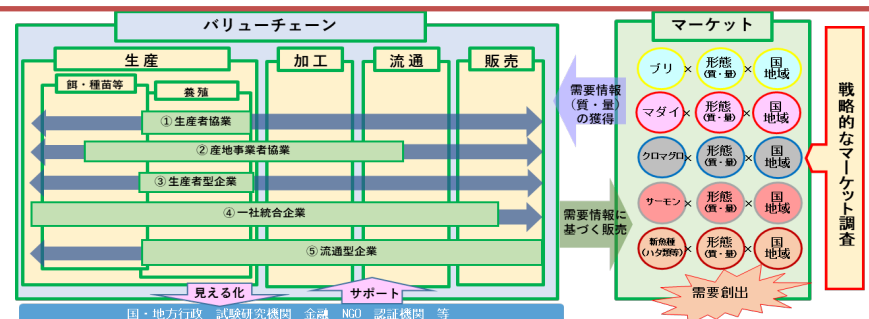 バリューチェーン
生産
加工
流通
販売
餌・種苗等
養殖
①生産者協業
②産地事業者協業
③生産者型企業
④一社統合企業
⑤流通型企業
見える化
サポート
国・地方行政 試験研究機関 金融 NGO 認証機関 等
需要情報
(質・量)
の獲得
需要情報に
基づく販売
マーケット
ブリ × 形態 × 国
(質・量) 地域
マダイ × 形態 × 国
(質・量) 地域
クロマグロ × 形態 × 国
(質・量) 地域
サーモン × 形態 × 国
(質・量) 地域
新魚種 × 形態 × 国
(ハタ類等) (質・量) 地域
需要創出
戦略的なマーケット調査